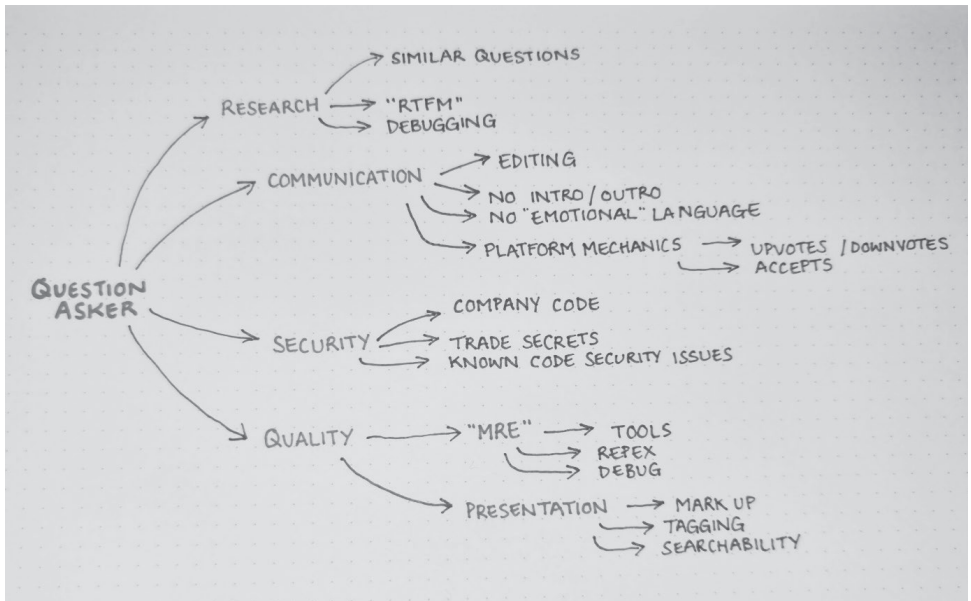 SIMILAR QUESTIONS
RESEARCH
"RTFM"
DEBUGGING
COMMUNICATION
EDITING
NO INTRO/OUTRO
NO "EMOTIONAL" LANGUAGE
PLATFORM MECHANICS
UPVOTES /DOWNVOTES
ACCEPTS
QUESTION
ASKER
SECURITY
COMPANY CODE
TRADE SECRETS
KNOWN CODE SECURITY ISSUES
QUALITY
"MRE"
TOOLS
REPEX
DEBUG
PRESENTATION
MARK UP
TAGGING
SEARCHABILITY